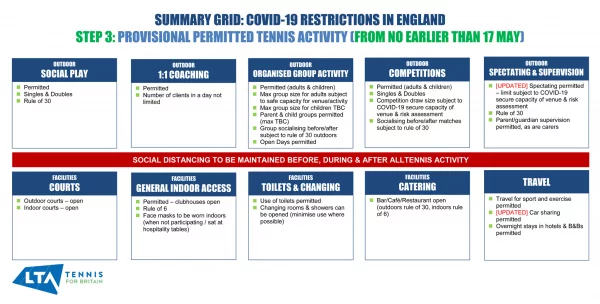 SUMMARY GRID: COVID-19 RESTRICTIONS IN ENGLAND
STEP 3: PROVISIONAL PERMITTED TENNIS ACTIVITY (FROM NO EARLIER THAN 17 MAY)
OUTDOOR
SOCIAL PLAY
Permitted
Singles & Doubles
Rule of 30
OUTDOOR
1:1 COACHING
Permitted
Number of clients in a day not
limited
OUTDOOR
ORGANISED GROUP ACTIVITY
Permitted (adults & children)
Max group size for adults subject
to safe capacity for venue/activity
Max group size for children TBC
Parent & child groups permitted
(max TBC)
Group socialising before/after
subject to rule of 30 outdoors
Open Days permitted
OUTDOOR
COMPETITIONS
Permitted (adults & children)
Singles & Doubles
Competition draw size subject to
COVID-19 secure capacity of
venue & risk assessment
Socialising before/after matches
subject to rule of 30
OUTDOOR
SPECTATING & SUPERVISION
[UPDATED] Spectating permitted
– limit subject to COVID-19
secure capacity of venue & risk
assessment
Rule of 30
Parent/guardian supervision
permitted, as are carers
SOCIAL DISTANCING TO BE MAINTAINED BEFORE, DURING & AFTER ALLTENNIS ACTIVITY
FACILITIES
COURTS
Outdoor courts – open
Indoor courts – open
FACILITIES
GENERAL INDOOR ACCESS
Permitted – clubhouses open
Rule of 6
Face masks to be worn indoors
(when not participating / sat at
hospitality tables)
FACILITIES
TOILETS & CHANGING
Use of toilets permitted
Changing rooms & showers can
be opened (minimise use where
possible)
FACILITIES
CATERING
Bar/Café/Restaurant open
(outdoors rule of 30, indoors rule
of 6)
TRAVEL
Travel for sport and exercise
permitted
[UPDATED] Car sharing
permitted
Overnight stays in hotels & B&Bs
permitted
LTA TENNIS
FOR BRITAIN